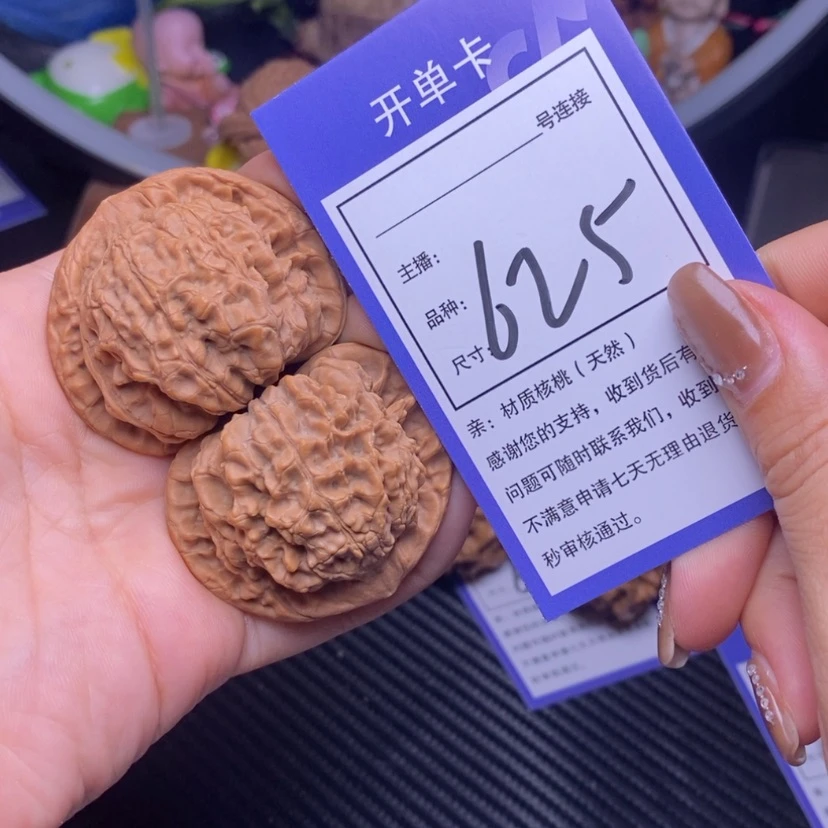 开单卡
号连接
主播：
品种：
尺寸
625
亲：材质核桃（天然）
感谢您的支持，收到货后有
问题可随时联系我们，收到
不满意申请七天无理由退货
秒审核通过。